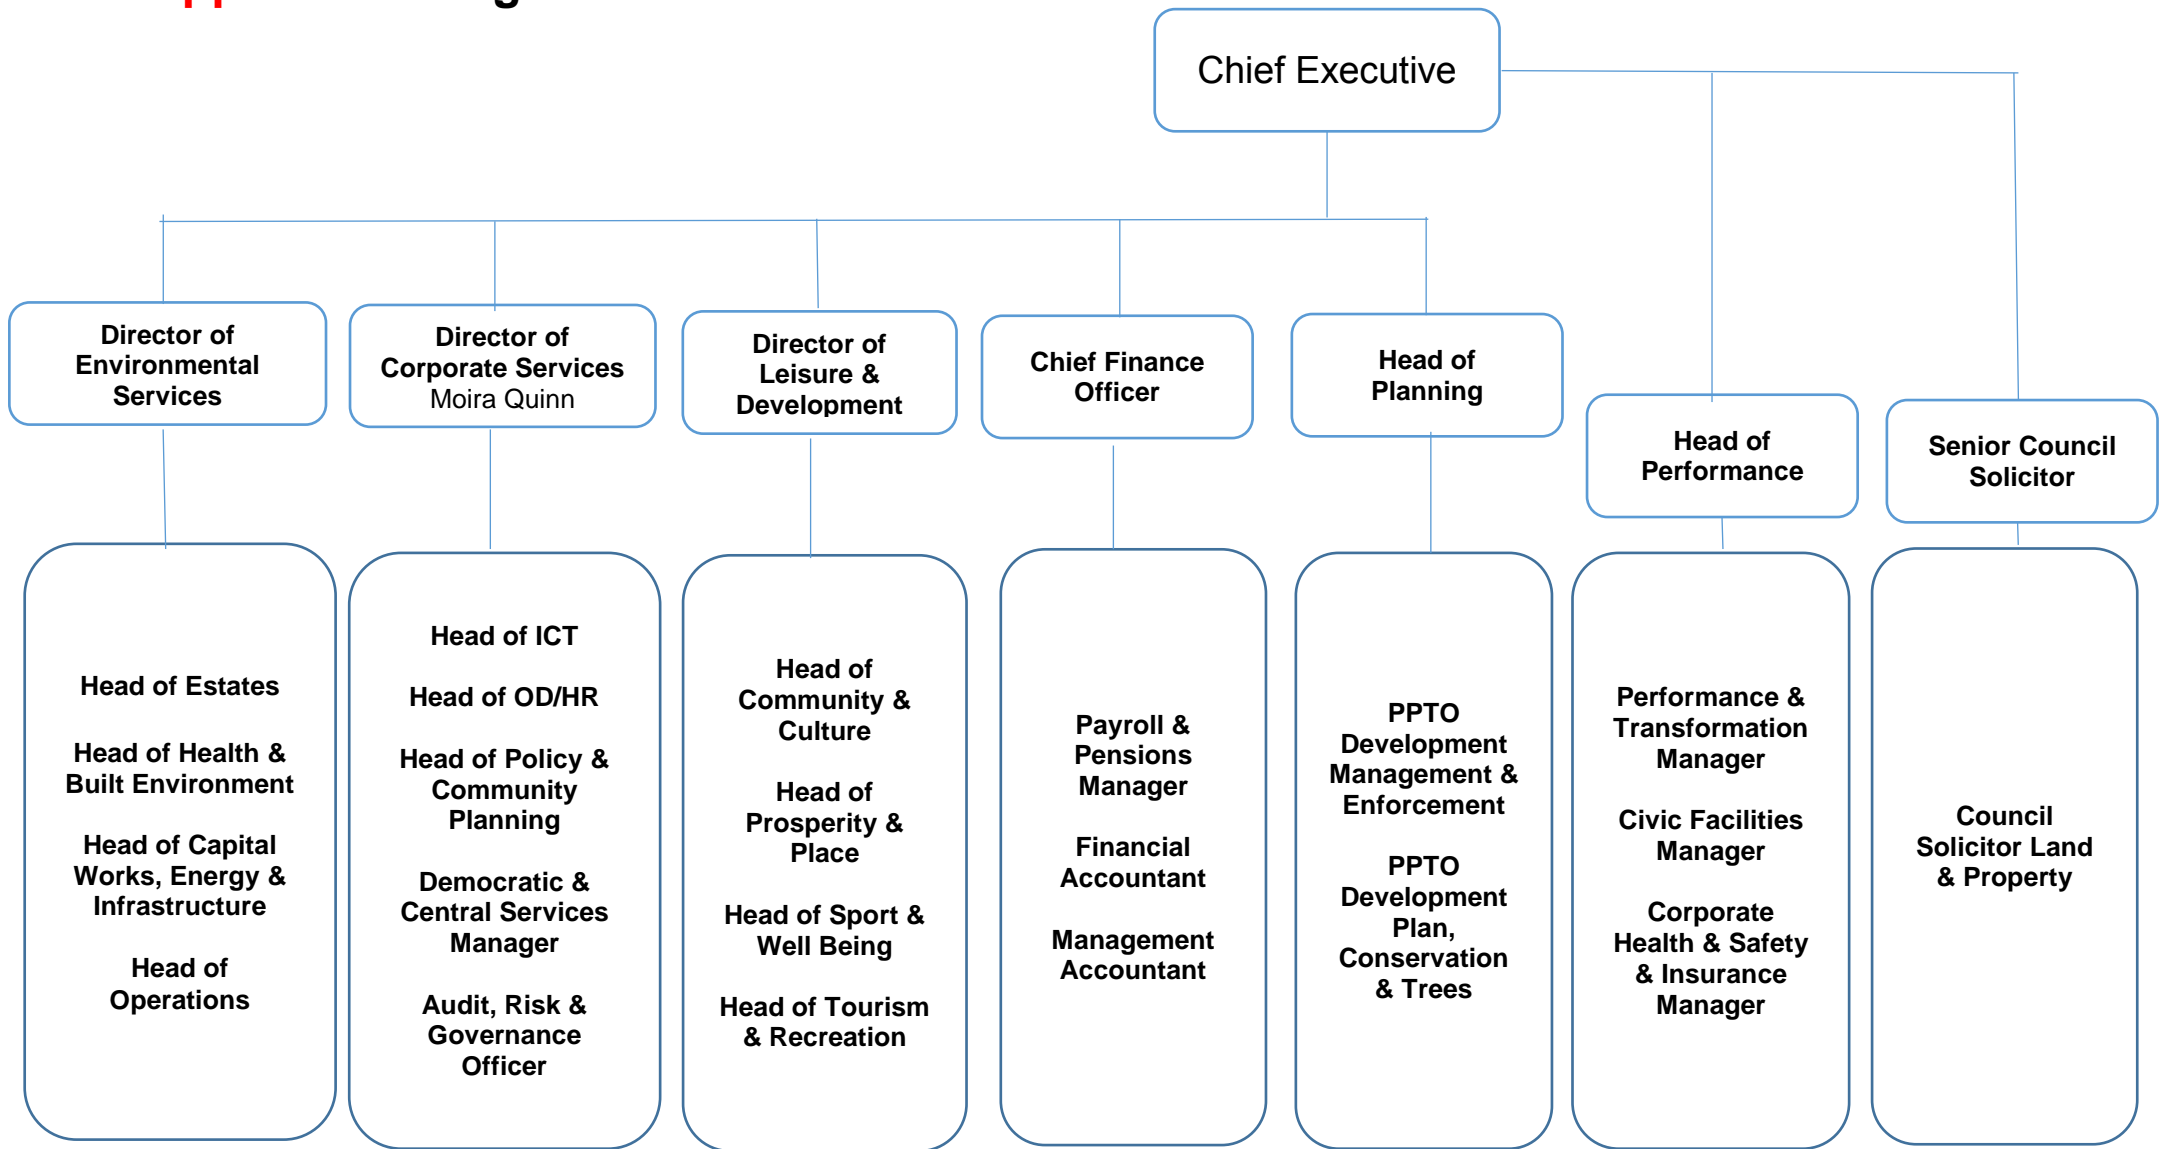 Chief Executive
Director of
Environmental
Services
Director of
Corporate Services
Moira Quinn
Director of
Leisure &
Development
Chief Finance
Officer
Head of
Planning
Head of
Performance
Senior Council
Solicitor
Head of Estates
Head of Health &
Built Environment
Head of Capital
Works, Energy &
Infrastructure
Head of
Operations
Head of ICT
Head of OD/HR
Head of Policy &
Community
Planning
Democratic &
Central Services
Manager
Audit, Risk &
Governance
Officer
Head of
Community &
Culture
Head of
Prosperity &
Place
Head of Sport &
Well Being
Head of Tourism
& Recreation
Payroll &
Pensions
Manager
Financial
Accountant
Management
Accountant
PPTO
Development
Management &
Enforcement
PPTO
Development
Plan,
Conservation
& Trees
Performance &
Transformation
Manager
Civic Facilities
Manager
Corporate
Health & Safety
& Insurance
Manager
Council
Solicitor Land
& Property